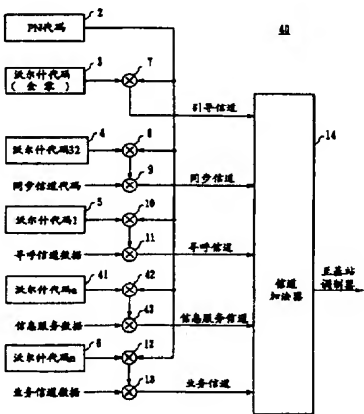 2
40
PN代码
3
7
沃尔什代码
(全零)
引导信道
14
4
8
沃尔什代码32
9
同步信道代码
同步信道
5
10
沃尔什代码1
11
寻呼信道数据
寻呼信道
信道
加法器
至基站
调制器
41
42
沃尔什代码n
43
信息服务数据
信息服务信道
6
12
沃尔什代码m
13
业务信道数据
业务信道